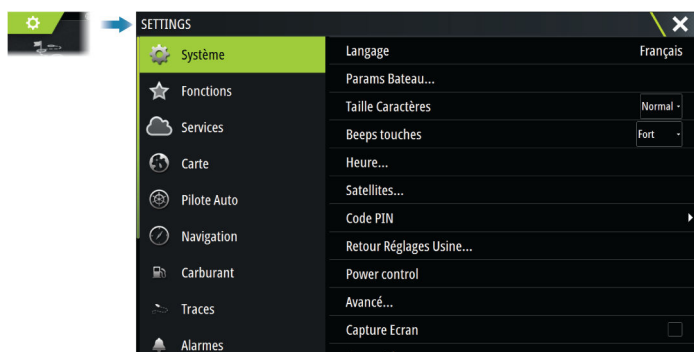 SETTINGS
Système
Fonctions
Services
Carte
Pilote Auto
Navigation
Carburant
Traces
Alarmes
Langage Français
Params Bateau...
Taille Caractères Normal
Beeps touches Fort
Heure...
Satellites...
Code PIN
Retour Réglages Usine...
Power control
Avancé...
Capture Ecran